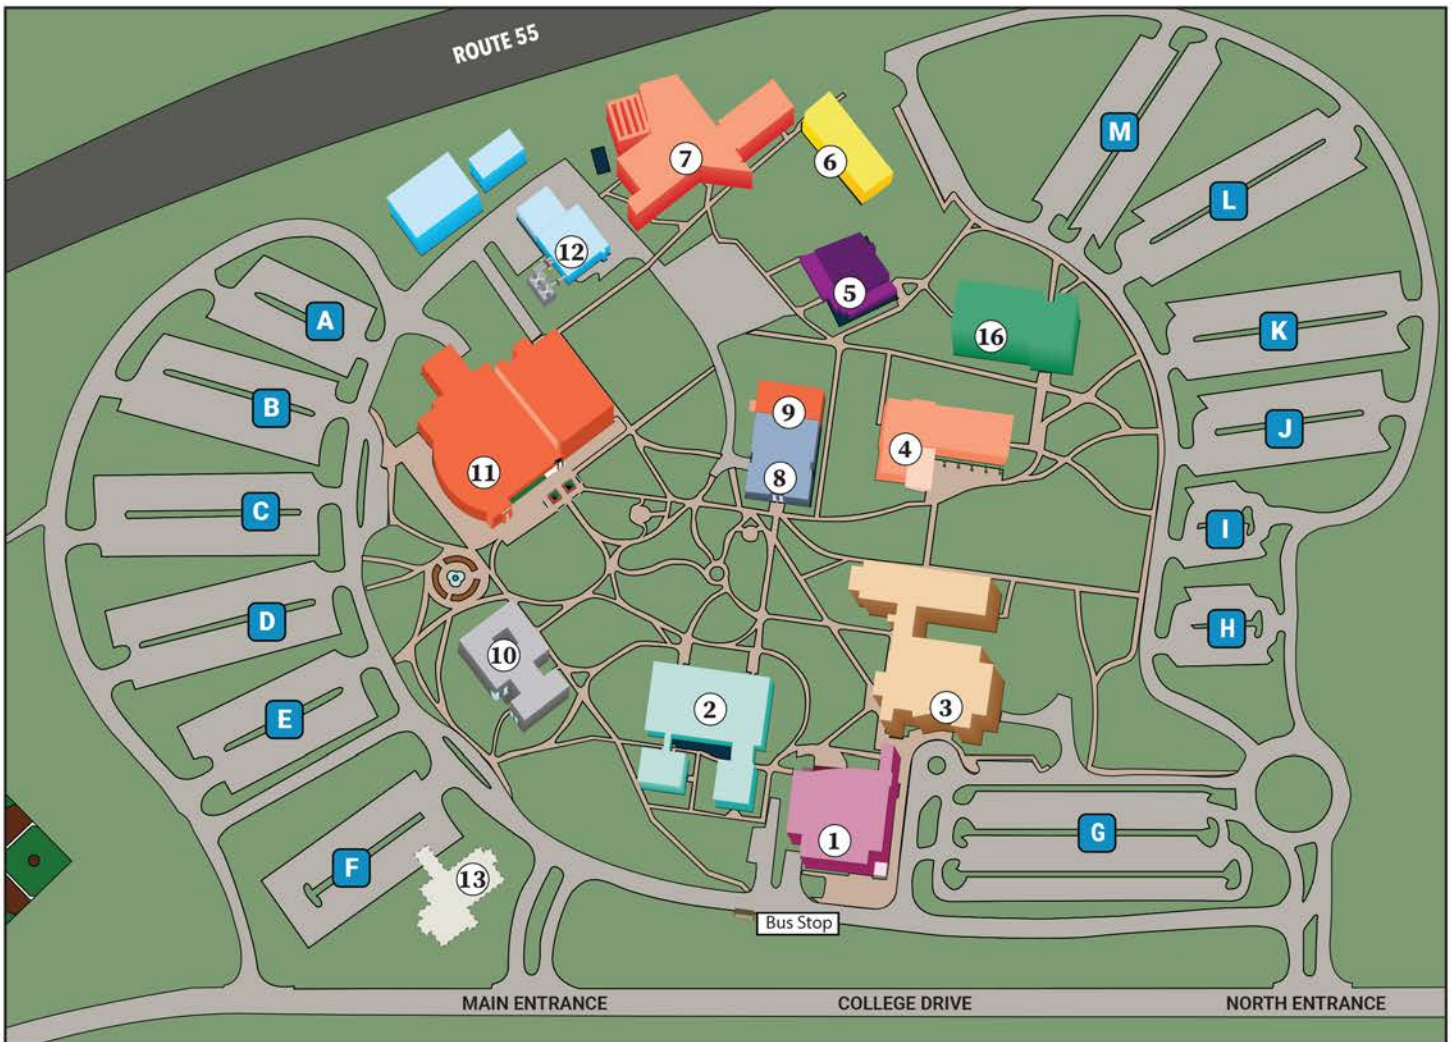 ROUTE 55
M
7
6
L
12
A
5
16
K
B
9
J
4
11
8
C
I
D
H
10
E
2
3
G
1
F
13
Bus Stop
MAIN ENTRANCE
COLLEGE DRIVE
NORTH ENTRANCE